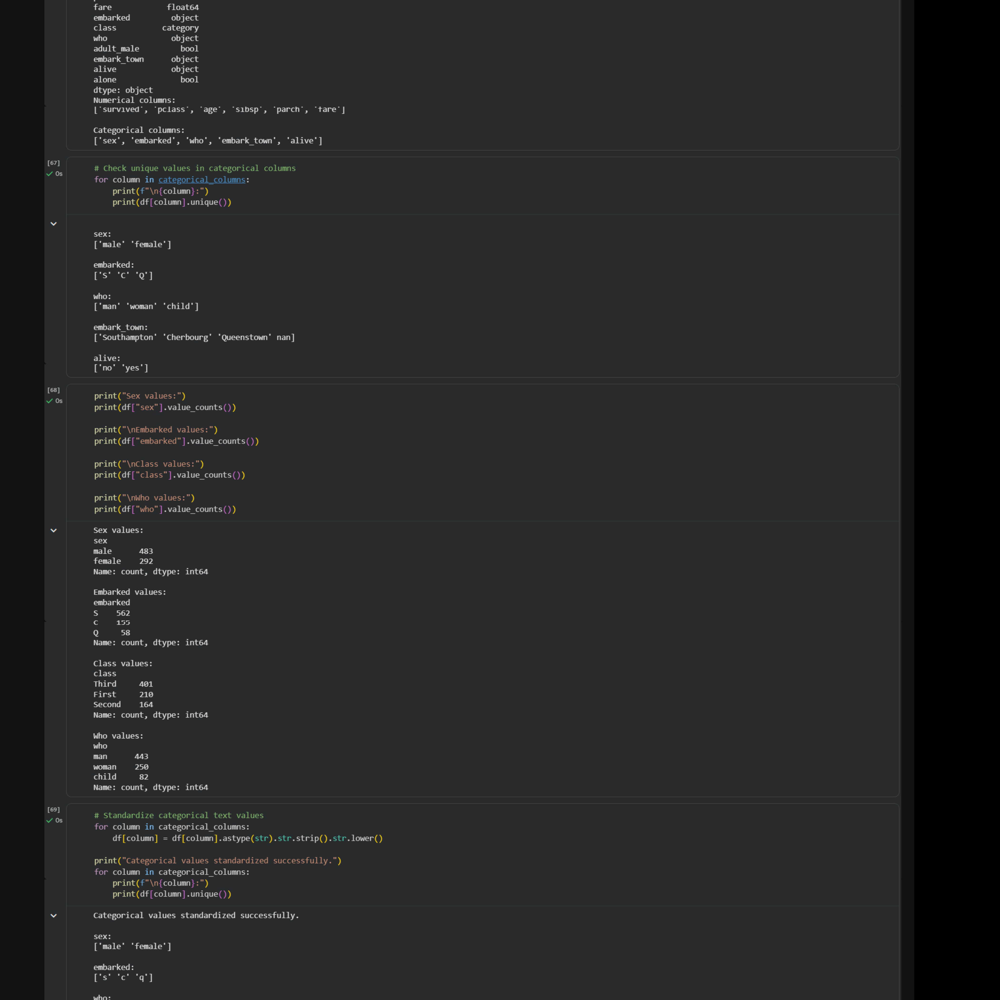 fare            float64
embarked         object
class          category
who              object
adult_male         bool
embark_town      object
alive            object
alone              bool
dtype: object
Numerical columns:
['survived', 'pclass', 'age', 'sibsp', 'parch', 'fare']
Categorical columns:
['sex', 'embarked', 'who', 'embark_town', 'alive']
[67]
0s
# Check unique values in categorical columns
for column in categorical_columns:
    print(f"\n{column}:")
    print(df[column].unique())
sex:
['male' 'female']
embarked:
['S' 'C' 'Q']
who:
['man' 'woman' 'child']
embark_town:
['Southampton' 'Cherbourg' 'Queenstown' nan]
alive:
['no' 'yes']
[68]
0s
print("Sex values:")
print(df["sex"].value_counts())
print("\nEmbarked values:")
print(df["embarked"].value_counts())
print("\nClass values:")
print(df["class"].value_counts())
print("\nWho values:")
print(df["who"].value_counts())
Sex values:
sex
male      483
female    292
Name: count, dtype: int64
Embarked values:
embarked
S    562
C    155
Q     58
Name: count, dtype: int64
Class values:
class
Third     401
First     210
Second    164
Name: count, dtype: int64
Who values:
who
man      443
woman    250
child     82
Name: count, dtype: int64
[69]
0s
# Standardize categorical text values
for column in categorical_columns:
    df[column] = df[column].astype(str).str.strip().str.lower()
print("Categorical values standardized successfully.")
for column in categorical_columns:
    print(f"\n{column}:")
    print(df[column].unique())
Categorical values standardized successfully.
sex:
['male' 'female']
embarked:
['s' 'c' 'q']
who: